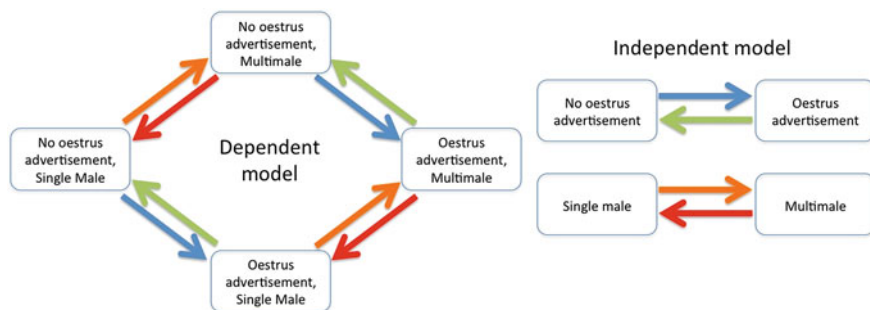 No oestrus
advertisement,
Multimale
No oestrus
advertisement,
Single Male
Dependent
model
Oestrus
advertisement,
Multimale
Oestrus
advertisement,
Single Male
Independent model
No oestrus
advertisement
Oestrus
advertisement
Single male
Multimale